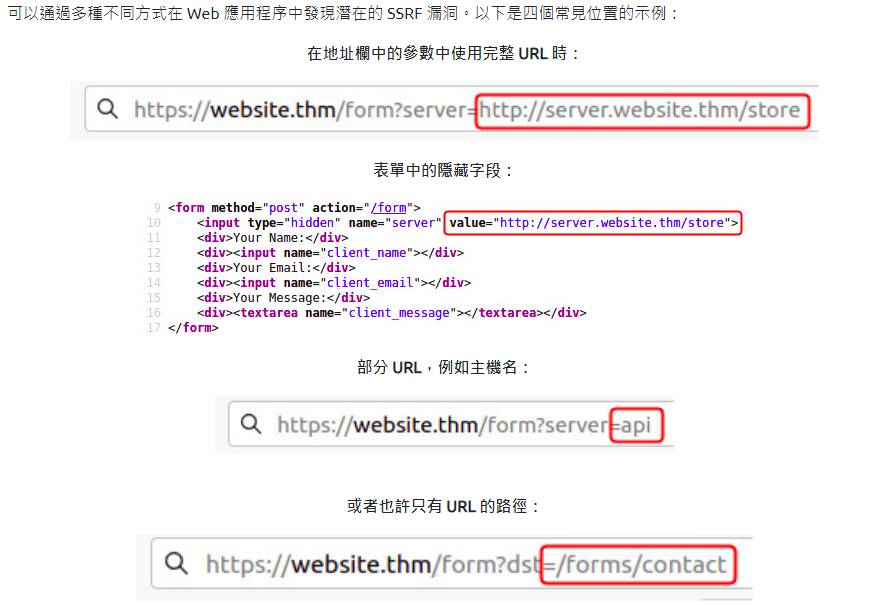 可以通過多種不同方式在 Web 應用程序中發現潛在的 SSRF 漏洞。以下是四個常見位置的示例：
在地址欄中的參數中使用完整 URL 時：
https://website.thm/form?server=http://server.website.thm/store
表單中的隱藏字段：
9 <form method="post" action="/form">
10 <input type="hidden" name="server" value="http://server.website.thm/store">
11 <div>Your Name:</div>
12 <div><input name="client_name"></div>
13 <div>Your Email:</div>
14 <div><input name="client_email"></div>
15 <div>Your Message:</div>
16 <div><textarea name="client_message"></textarea></div>
17 </form>
部分 URL，例如主機名：
https://website.thm/form?server=api
或者也許只有 URL 的路徑：
https://website.thm/form?dst=/forms/contact